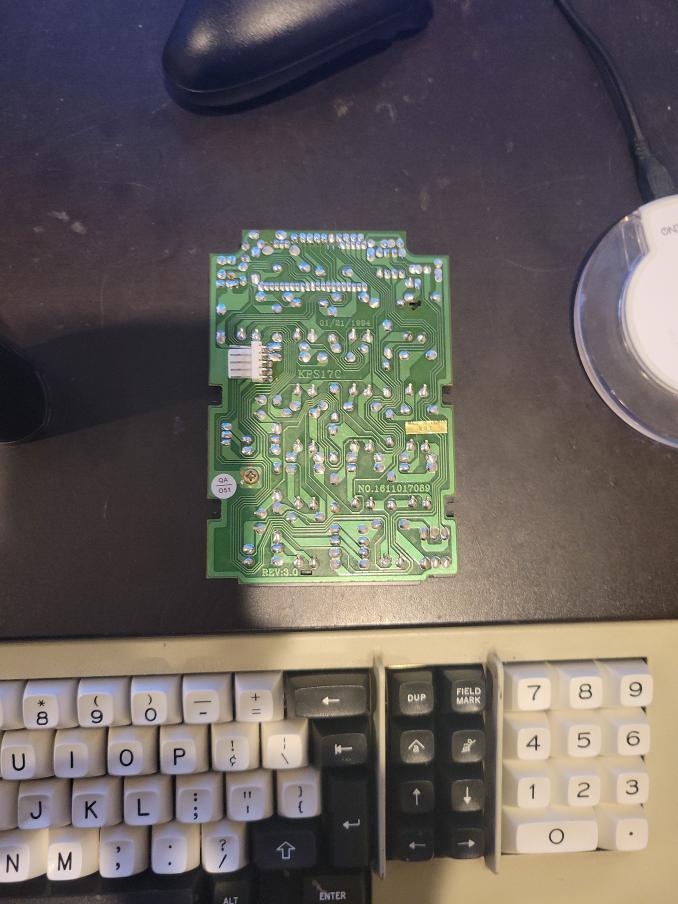 01/21/1994
KPS17C
QA
051
NO.1611017089
REV:3.0
*
8
(
9
)
0
—
+
=
←
DUP
FIELD
MARK
7
8
9
U
I
O
P
!
¢
|
\
4
5
6
J
K
L
:
;
"
'
}
{
↑
↓
1
2
3
N
M
,
.
?
/
←
→
0
.
ALT
ENTER